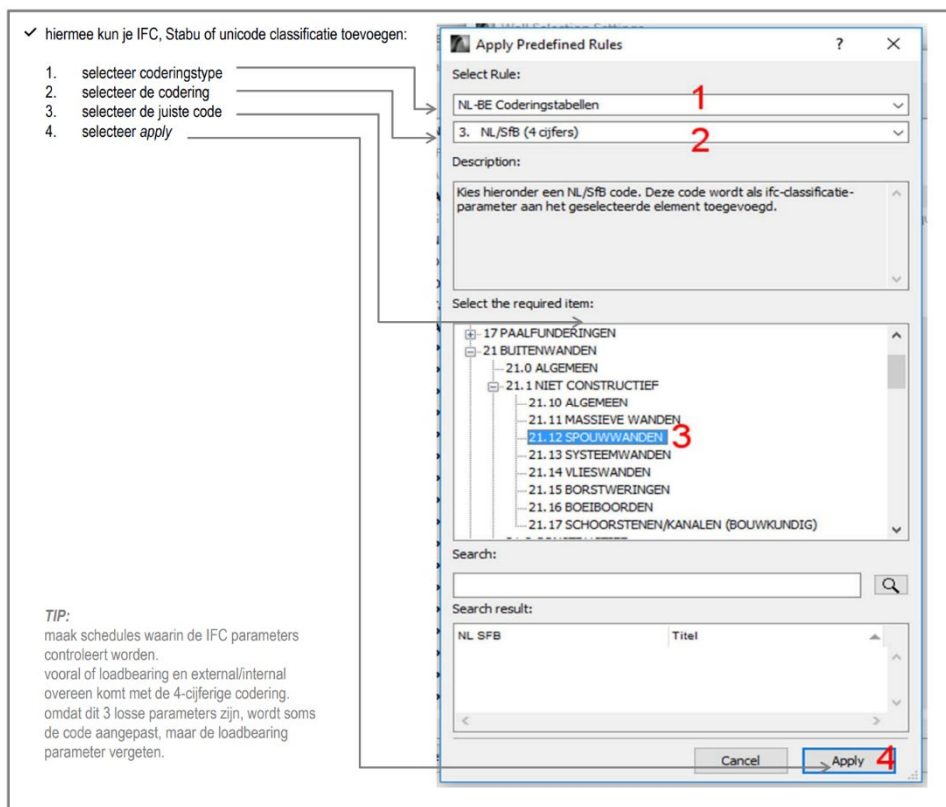 ✓ hiermee kun je IFC, Stabu of unicode classificatie toevoegen:
1. selecteer coderingstype
2. selecteer de codering
3. selecteer de juiste code
4. selecteer apply
TIP:
maak schedules waarin de IFC parameters
controleert worden.
vooral of loadbearing en external/internal
overeen komt met de 4-cijferige codering.
omdat dit 3 losse parameters zijn, wordt soms
de code aangepast, maar de loadbearing
parameter vergeten.
Wall Selection Settings
Apply Predefined Rules ? ×
Select Rule:
NL-BE Coderingstabellen 1
3. NL/SfB (4 cijfers) 2
Description:
Kies hieronder een NL/SfB code. Deze code wordt als ifc-classificatie-
parameter aan het geselecteerde element toegevoegd.
Select the required item:
17 PAALFUNDERINGEN
21 BUITENWANDEN
21.0 ALGEMEEN
21.1 NIET CONSTRUCTIEF
21.10 ALGEMEEN
21.11 MASSIEVE WANDEN
21.12 SPOUWWANDEN 3
21.13 SYSTEEMWANDEN
21.14 VLIESWANDEN
21.15 BORSTWERINGEN
21.16 BOEIBOORDEN
21.17 SCHOORSTENEN/KANALEN (BOUWKUNDIG)
Search:
Search result:
NL SFB Titel
Cancel Apply 4